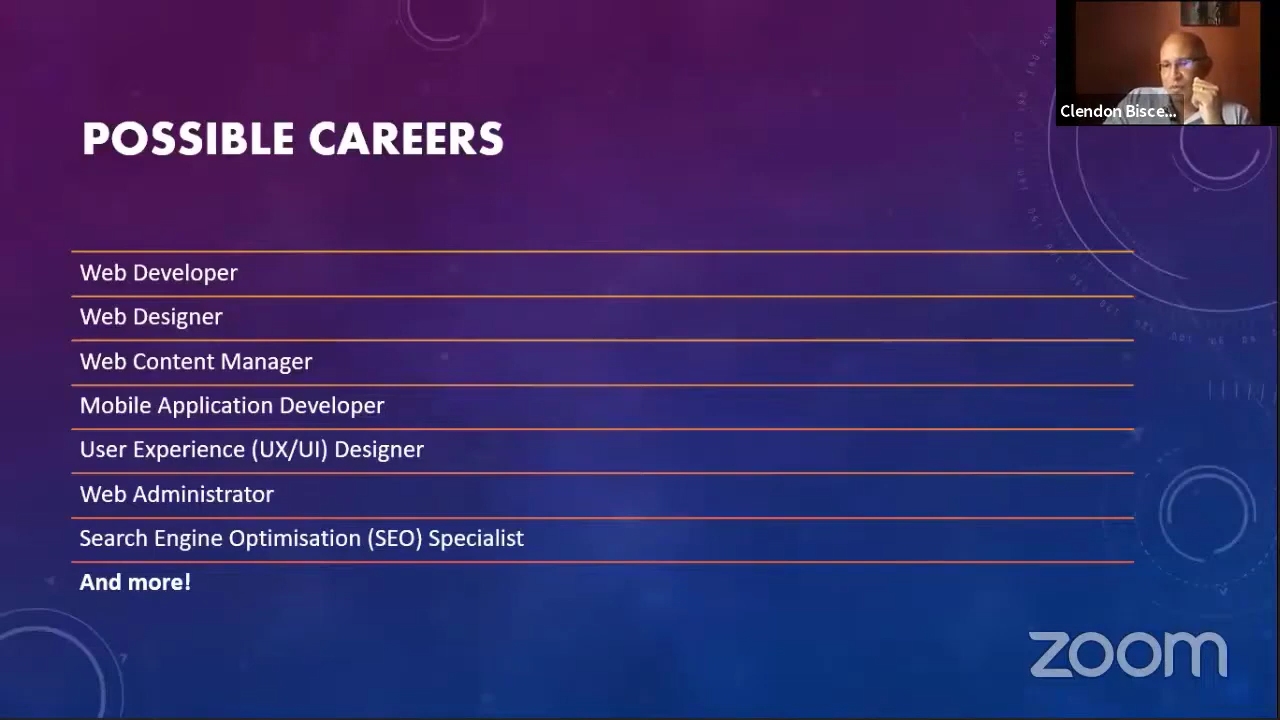 POSSIBLE CAREERS
Clendon Bisce...
Web Developer
Web Designer
Web Content Manager
Mobile Application Developer
User Experience (UX/UI) Designer
Web Administrator
Search Engine Optimisation (SEO) Specialist
And more!
zoom